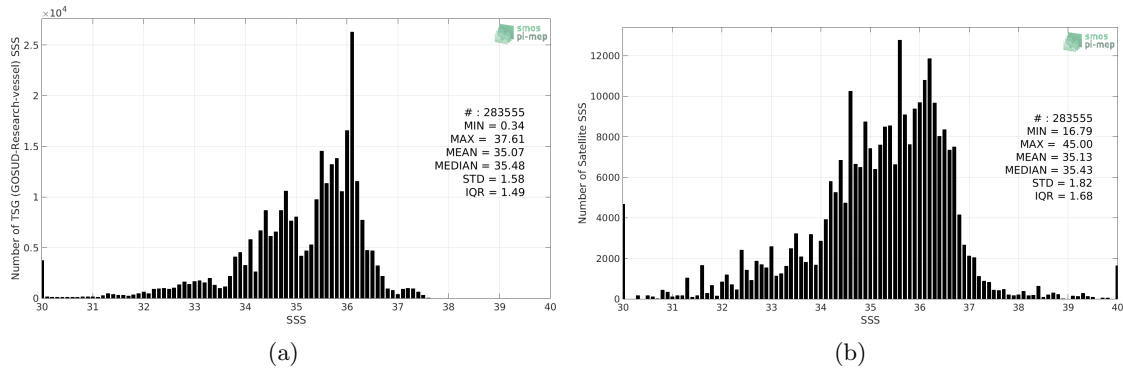 ×10⁴
smos
pi-mep
Number of TSG (GOSUD-Research-vessel) SSS
2.5
2
1.5
1
0.5
0
# : 283555
MIN = 0.34
MAX = 37.61
MEAN = 35.07
MEDIAN = 35.48
STD = 1.58
IQR = 1.49
30 31 32 33 34 35 36 37 38 39 40
SSS
(a)
smos
pi-mep
Number of Satellite SSS
12000
10000
8000
6000
4000
2000
0
# : 283555
MIN = 16.79
MAX = 45.00
MEAN = 35.13
MEDIAN = 35.43
STD = 1.82
IQR = 1.68
30 31 32 33 34 35 36 37 38 39 40
SSS
(b)